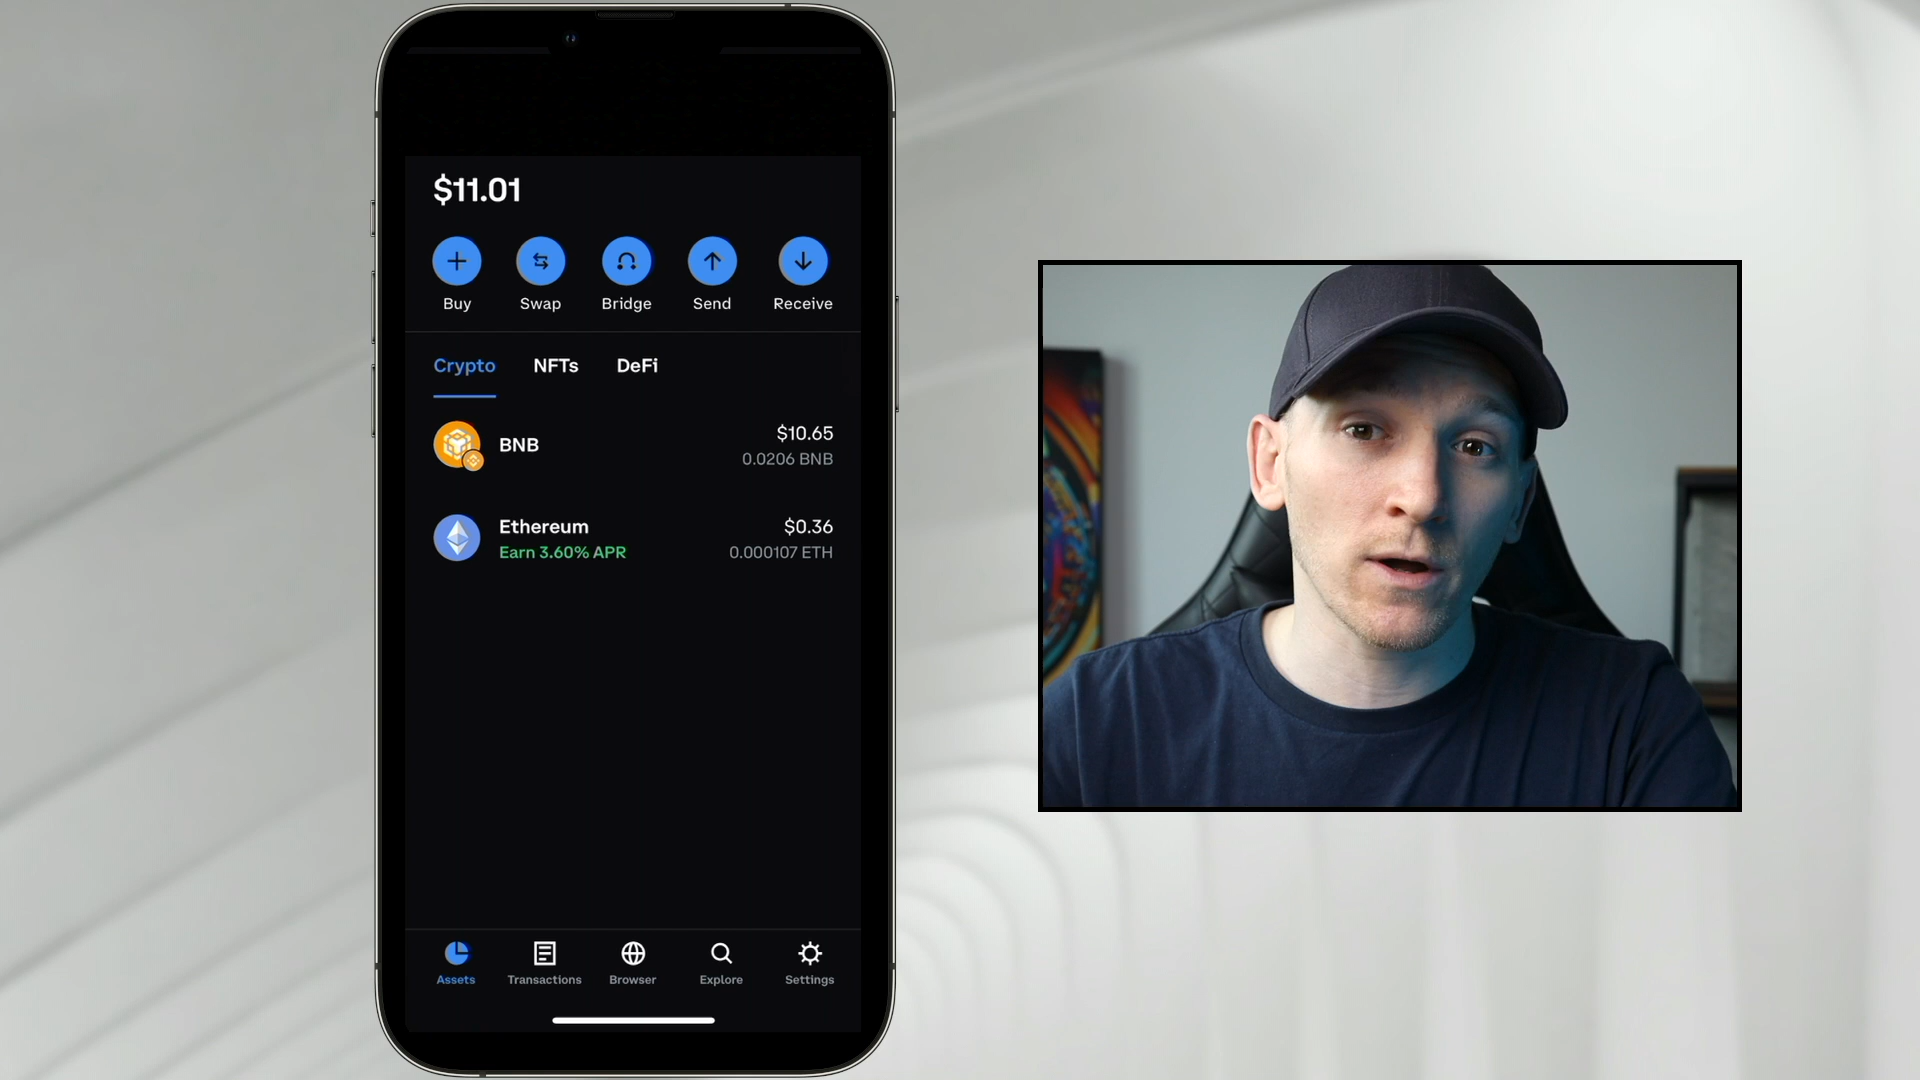 $11.01
Buy Swap Bridge Send Receive
Crypto NFTs DeFi
BNB
$10.65
0.0206 BNB
Ethereum
$0.36
Earn 3.60% APR
0.000107 ETH
Assets Transactions Browser Explore Settings